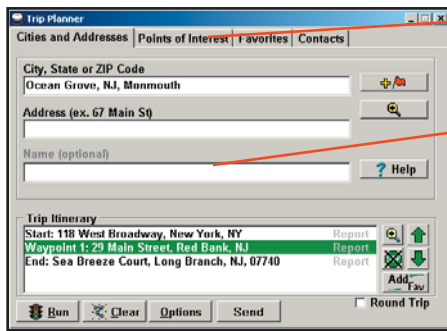 Trip Planner
Cities and Addresses Points of Interest Favorites Contacts
City, State or ZIP Code
Ocean Grove, NJ, Monmouth
Address (ex. 67 Main St)
Name (optional)
? Help
Trip Itinerary
Start: 118 West Broadway, New York, NY Report
Waypoint 1: 29 Main Street, Red Bank, NJ Report
End: Sea Breeze Court, Long Branch, NJ, 07740 Report
Add Fav
Run Clear Options Send Round Trip